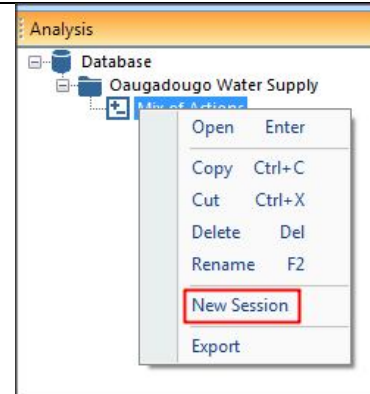 Analysis
Database
Oaugadougo Water Supply
Mix of Actions
Open Enter
Copy Ctrl+C
Cut Ctrl+X
Delete Del
Rename F2
New Session
Export